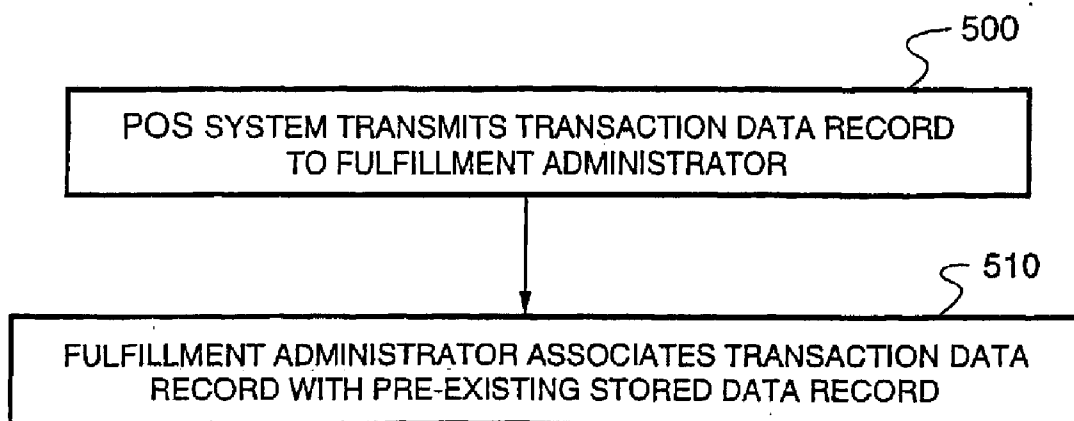 500
POS SYSTEM TRANSMITS TRANSACTION DATA RECORD
TO FULFILLMENT ADMINISTRATOR
510
FULFILLMENT ADMINISTRATOR ASSOCIATES TRANSACTION DATA
RECORD WITH PRE-EXISTING STORED DATA RECORD